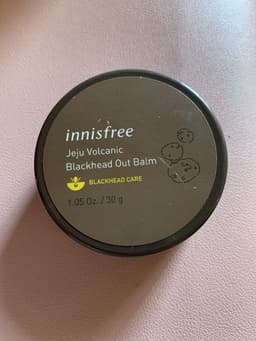 innisfree
Jeju Volcanic
Blackhead Out Balm
BLACKHEAD CARE
1.05 Oz. / 30 g